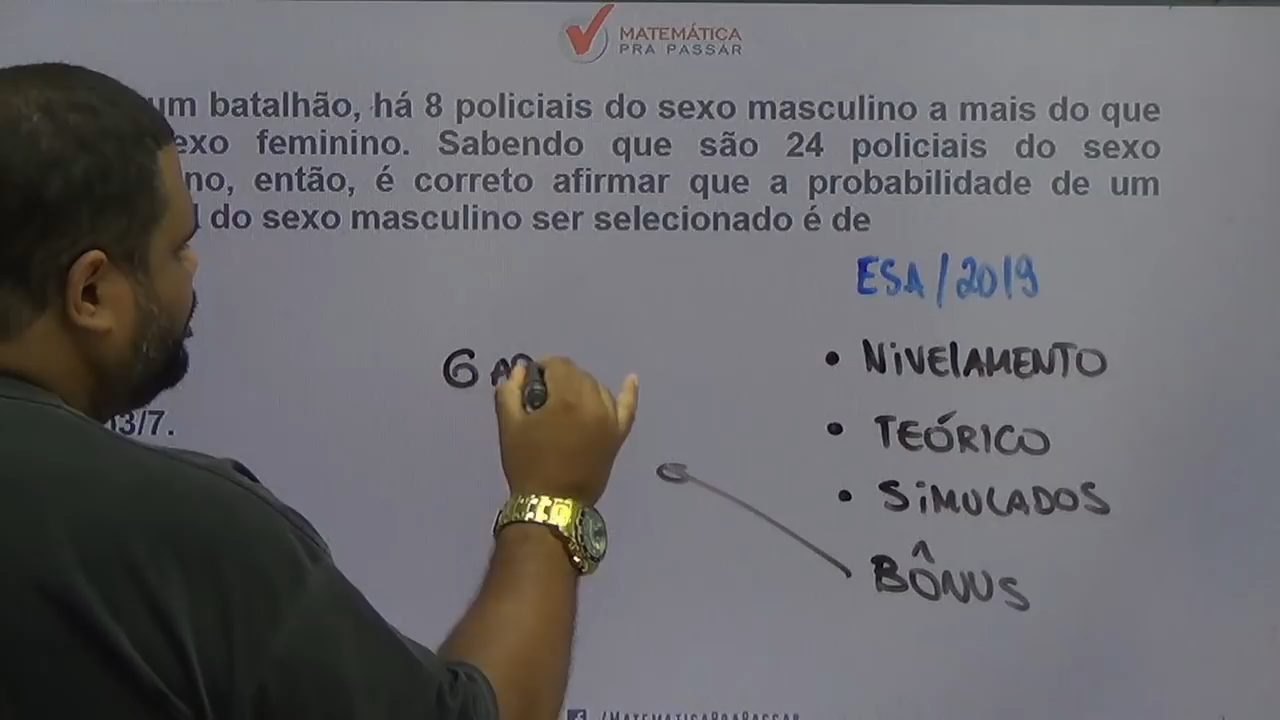 MATEMÁTICA
PRA PASSAR
um batalhão, há 8 policiais do sexo masculino a mais do que
exo feminino. Sabendo que são 24 policiais do sexo
no, então, é correto afirmar que a probabilidade de um
l do sexo masculino ser selecionado é de
ESA/2019
• NIVELAMENTO
6
13/7.
• TEÓRICO
• SIMULADOS
BÔNUS
/MATEMATICAPRAPASSAR